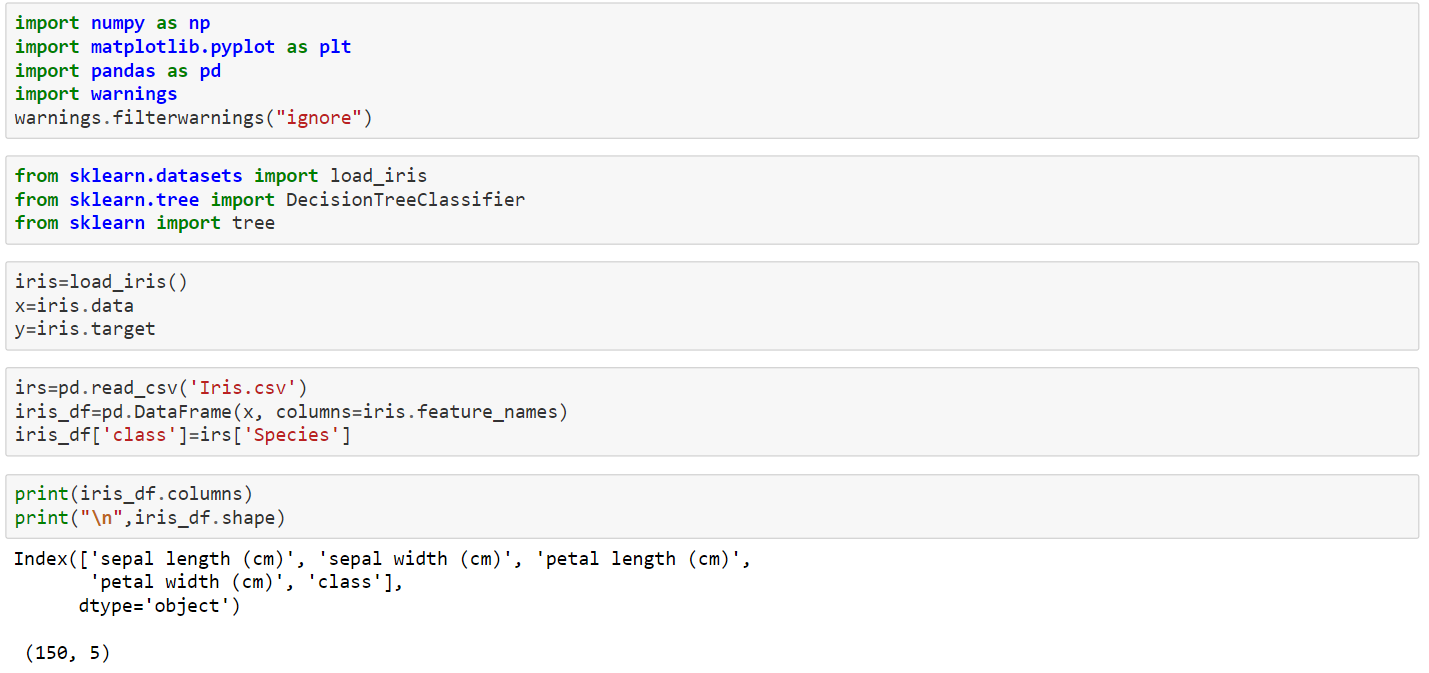 import numpy as np
import matplotlib.pyplot as plt
import pandas as pd
import warnings
warnings.filterwarnings("ignore")
from sklearn.datasets import load_iris
from sklearn.tree import DecisionTreeClassifier
from sklearn import tree
iris=load_iris()
x=iris.data
y=iris.target
irs=pd.read_csv('Iris.csv')
iris_df=pd.DataFrame(x, columns=iris.feature_names)
iris_df['class']=irs['Species']
print(iris_df.columns)
print("\n",iris_df.shape)
Index(['sepal length (cm)', 'sepal width (cm)', 'petal length (cm)',
       'petal width (cm)', 'class'],
      dtype='object')
 (150, 5)